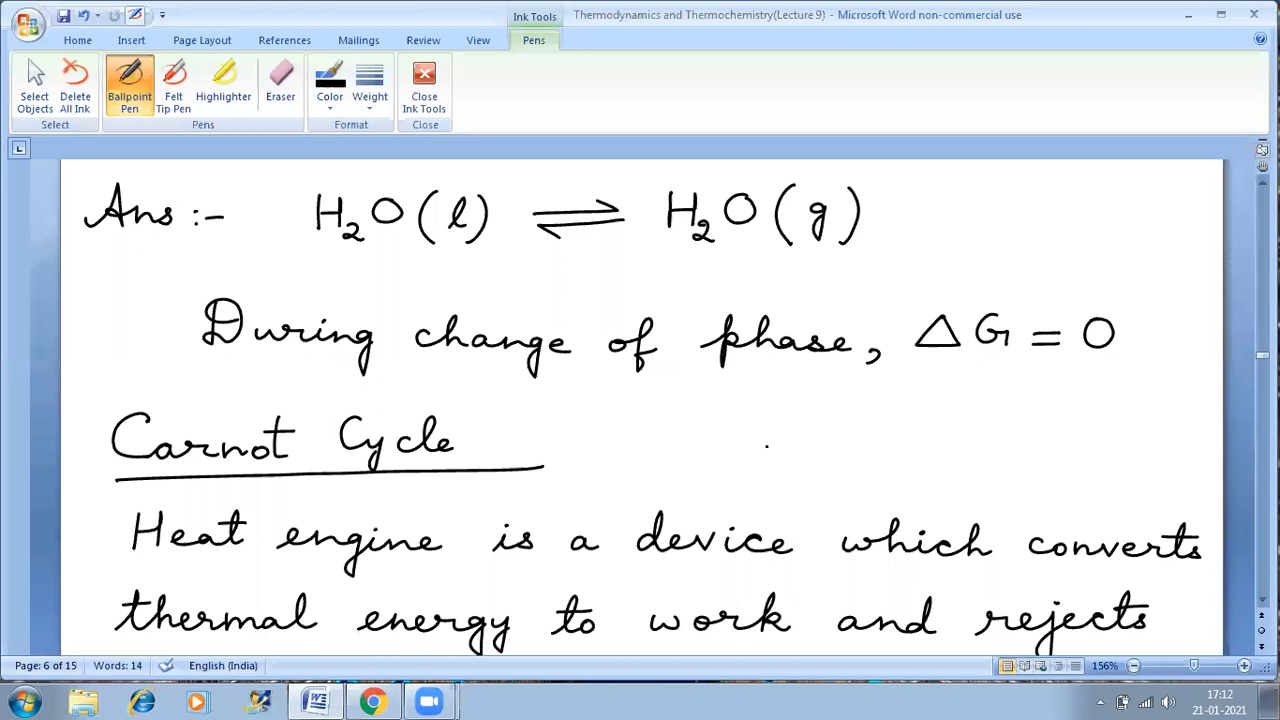 Ink Tools
Thermodynamics and Thermochemistry(Lecture 9) - Microsoft Word non-commercial use
Home Insert Page Layout References Mailings Review View Pens
Select Objects
Delete All Ink
Ballpoint Pen
Felt Tip Pen
Highlighter
Eraser
Color
Weight
Close Ink Tools
Select Pens Format Close
Ans :- H₂O(l) ⇌ H₂O(g)
During change of phase, ΔG = 0
Carnot Cycle
Heat engine is a device which converts
thermal energy to work and rejects
Page: 6 of 15 Words: 14 English (India) 156%
17:12
21-01-2021